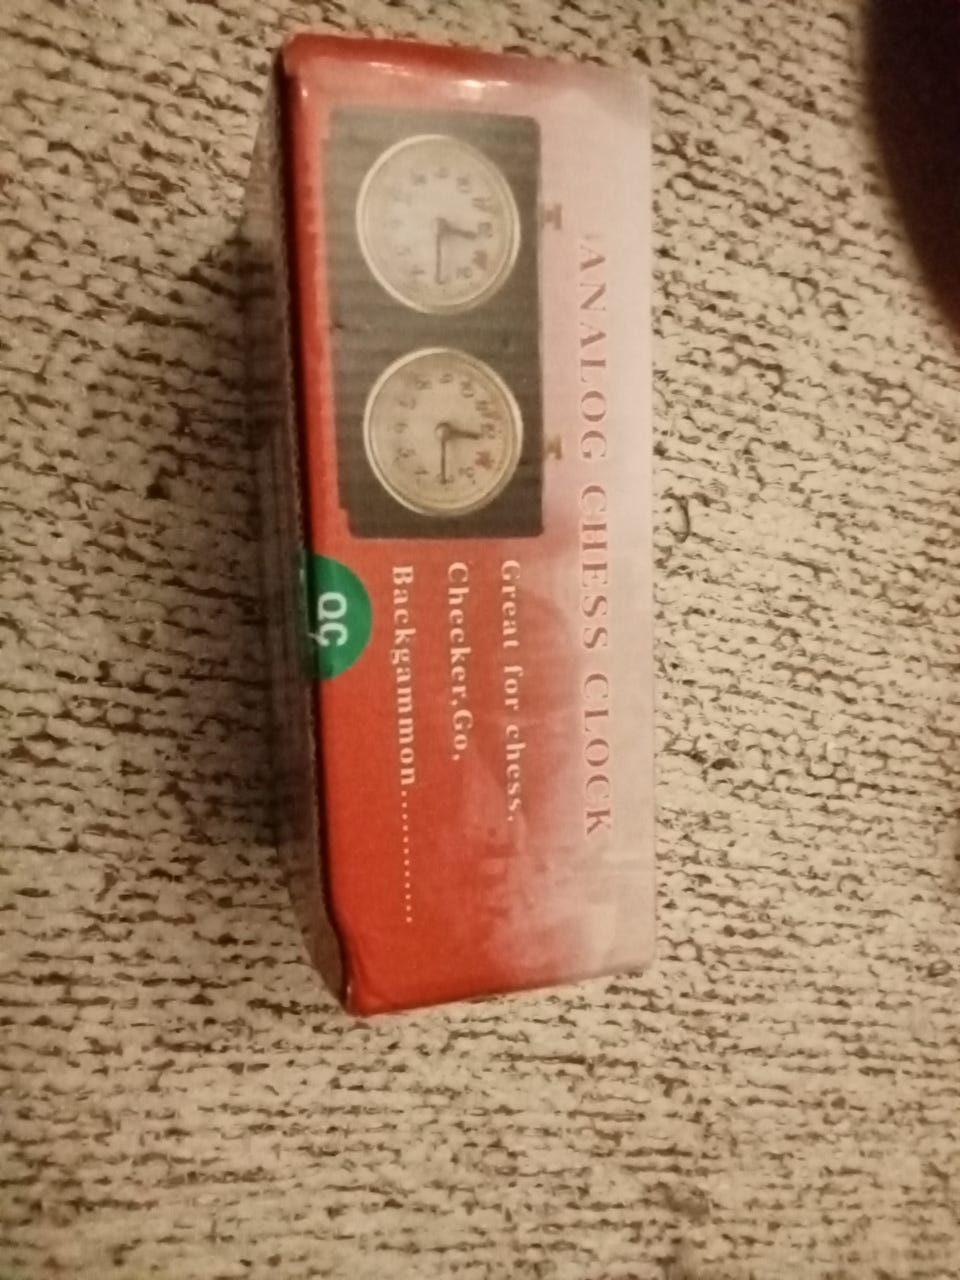 ANALOG CHESS CLOCK
Great for chess,
Checker,Go,
Backgammon............
QC